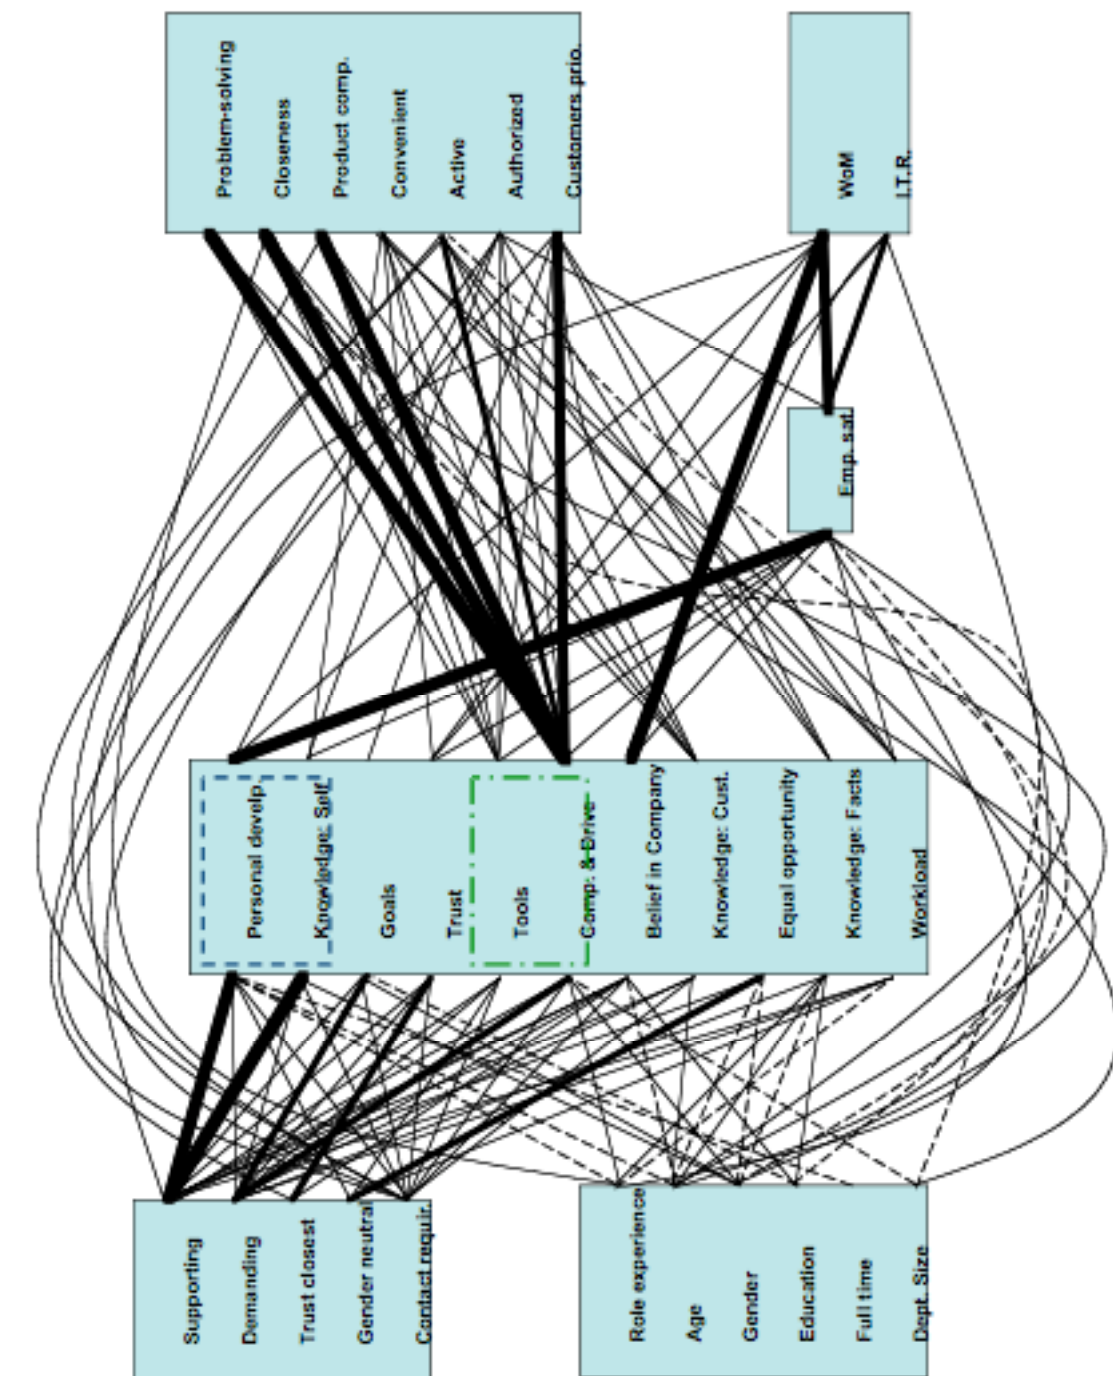 Problem-solving
Closeness
Product comp.
Convenient
Active
Authorized
Customers prio.
WoM
I.T.R.
Emp. sat.
Personal develp.
Knowledge: Self
Goals
Trust
Tools
Comp. & Drive
Belief in Company
Knowledge: Cust.
Equal opportunity
Knowledge: Facts
Workload
Supporting
Demanding
Trust closest
Gender neutral
Contact requir.
Role experience
Age
Gender
Education
Full time
Dept. Size